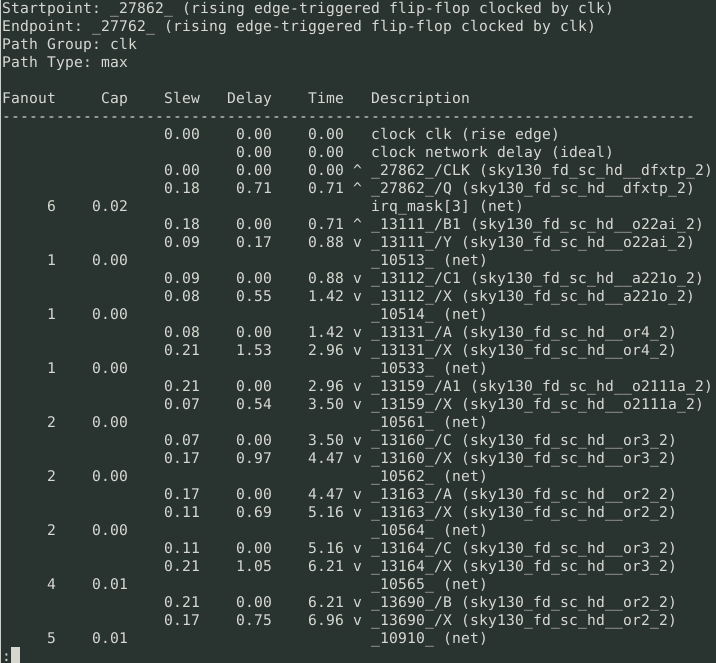 Startpoint: _27862_ (rising edge-triggered flip-flop clocked by clk)
Endpoint: _27762_ (rising edge-triggered flip-flop clocked by clk)
Path Group: clk
Path Type: max
Fanout     Cap    Slew   Delay    Time   Description
-----------------------------------------------------------------------------
                  0.00    0.00    0.00   clock clk (rise edge)
                          0.00    0.00   clock network delay (ideal)
                  0.00    0.00    0.00 ^ _27862_/CLK (sky130_fd_sc_hd__dfxtp_2)
                  0.18    0.71    0.71 ^ _27862_/Q (sky130_fd_sc_hd__dfxtp_2)
     6    0.02                           irq_mask[3] (net)
                  0.18    0.00    0.71 ^ _13111_/B1 (sky130_fd_sc_hd__o22ai_2)
                  0.09    0.17    0.88 v _13111_/Y (sky130_fd_sc_hd__o22ai_2)
     1    0.00                           _10513_ (net)
                  0.09    0.00    0.88 v _13112_/C1 (sky130_fd_sc_hd__a221o_2)
                  0.08    0.55    1.42 v _13112_/X (sky130_fd_sc_hd__a221o_2)
     1    0.00                           _10514_ (net)
                  0.08    0.00    1.42 v _13131_/A (sky130_fd_sc_hd__or4_2)
                  0.21    1.53    2.96 v _13131_/X (sky130_fd_sc_hd__or4_2)
     1    0.00                           _10533_ (net)
                  0.21    0.00    2.96 v _13159_/A1 (sky130_fd_sc_hd__o2111a_2)
                  0.07    0.54    3.50 v _13159_/X (sky130_fd_sc_hd__o2111a_2)
     2    0.00                           _10561_ (net)
                  0.07    0.00    3.50 v _13160_/C (sky130_fd_sc_hd__or3_2)
                  0.17    0.97    4.47 v _13160_/X (sky130_fd_sc_hd__or3_2)
     2    0.00                           _10562_ (net)
                  0.17    0.00    4.47 v _13163_/A (sky130_fd_sc_hd__or2_2)
                  0.11    0.69    5.16 v _13163_/X (sky130_fd_sc_hd__or2_2)
     2    0.00                           _10564_ (net)
                  0.11    0.00    5.16 v _13164_/C (sky130_fd_sc_hd__or3_2)
                  0.21    1.05    6.21 v _13164_/X (sky130_fd_sc_hd__or3_2)
     4    0.01                           _10565_ (net)
                  0.21    0.00    6.21 v _13690_/B (sky130_fd_sc_hd__or2_2)
                  0.17    0.75    6.96 v _13690_/X (sky130_fd_sc_hd__or2_2)
     5    0.01                           _10910_ (net)
: